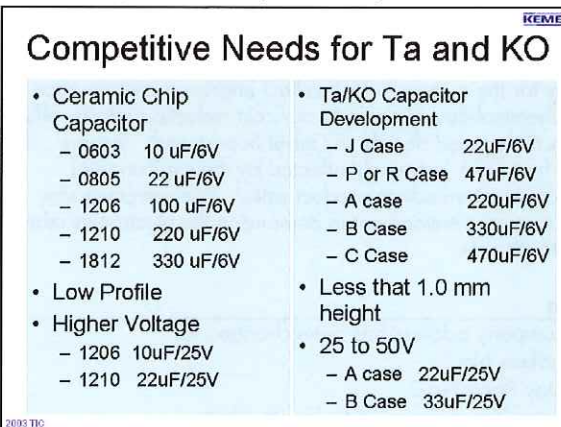 KEME
Competitive Needs for Ta and KO
• Ceramic Chip
Capacitor
– 0603 10 uF/6V
– 0805 22 uF/6V
– 1206 100 uF/6V
– 1210 220 uF/6V
– 1812 330 uF/6V
• Low Profile
• Higher Voltage
– 1206 10uF/25V
– 1210 22uF/25V
• Ta/KO Capacitor
Development
– J Case 22uF/6V
– P or R Case 47uF/6V
– A case 220uF/6V
– B Case 330uF/6V
– C Case 470uF/6V
• Less that 1.0 mm
height
• 25 to 50V
– A case 22uF/25V
– B Case 33uF/25V
2003 TIC